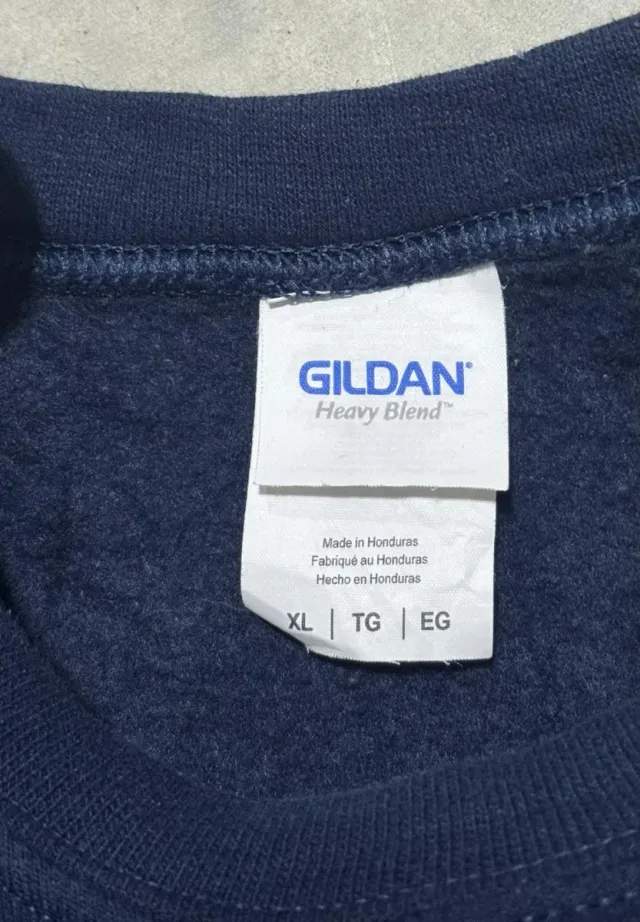 GILDAN®
Heavy Blend™
Made in Honduras
Fabriqué au Honduras
Hecho en Honduras
XL | TG | EG